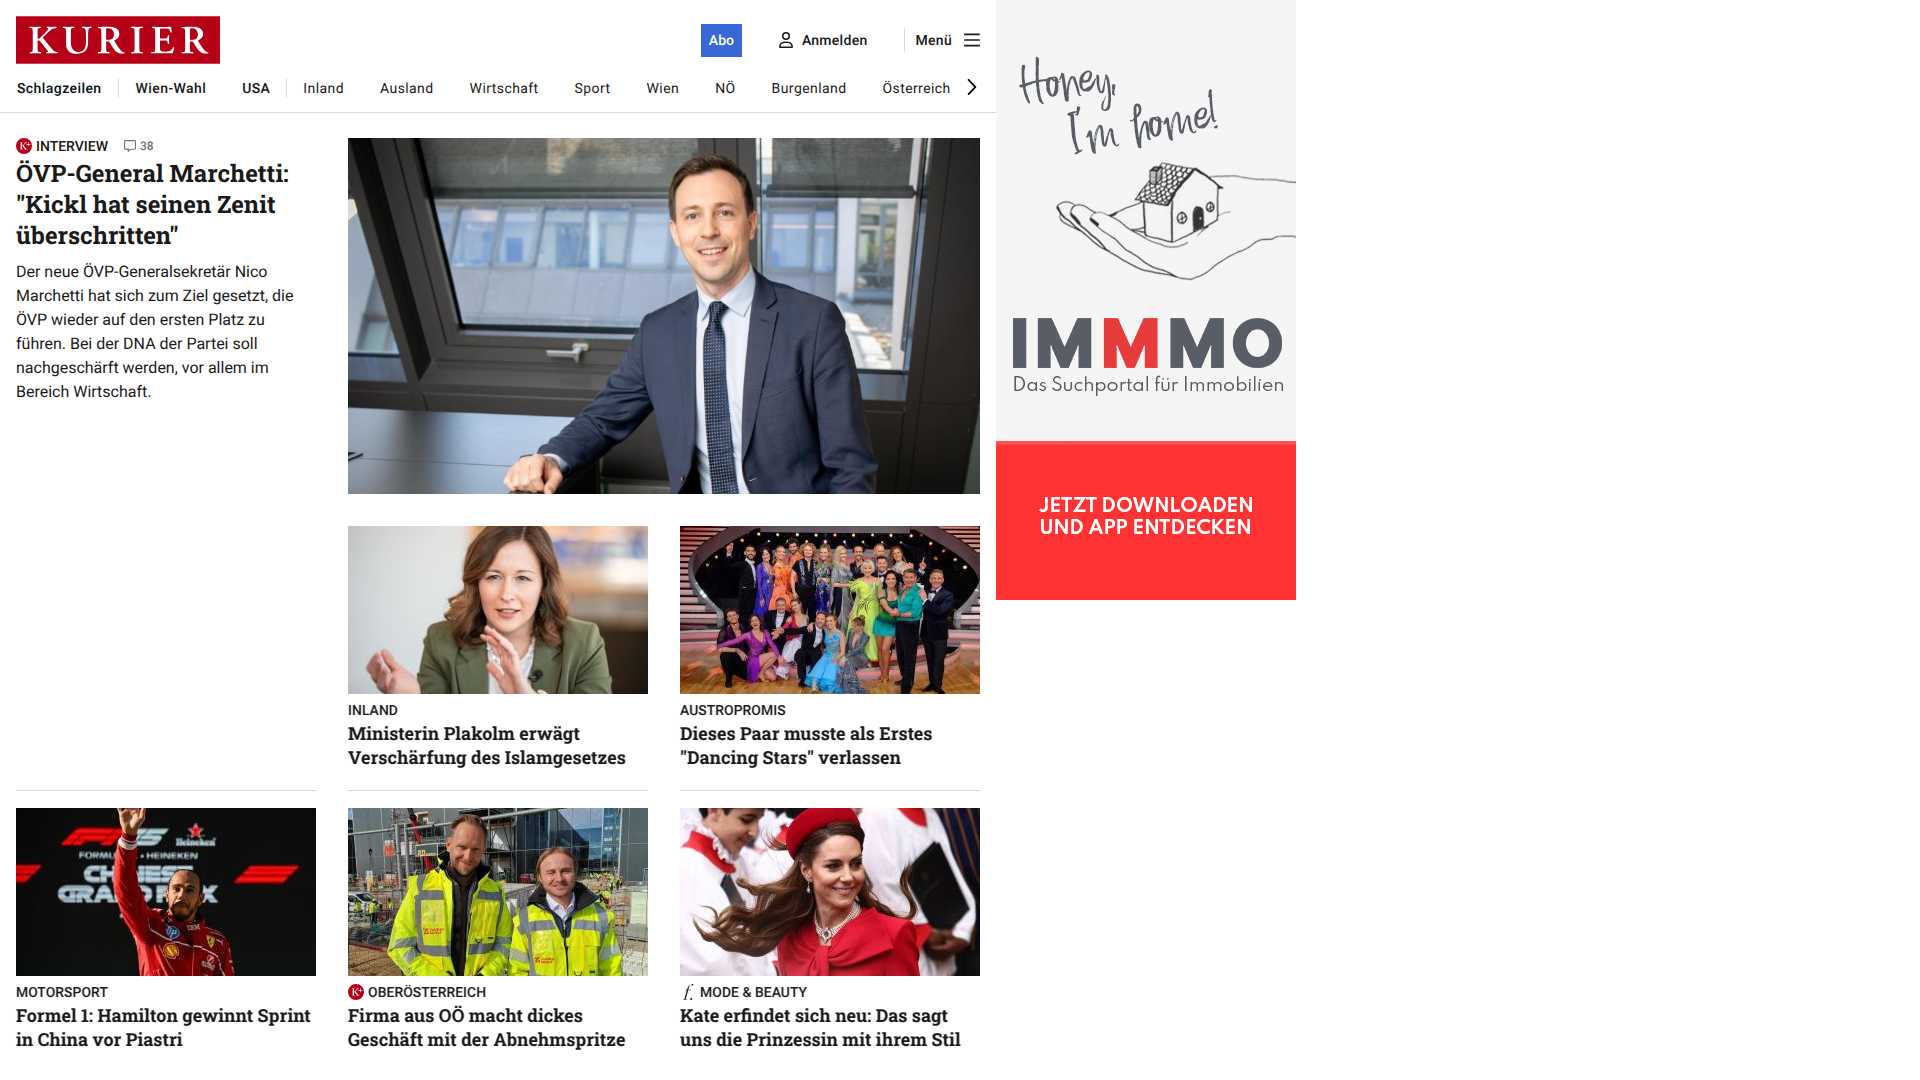 KURIER
Abo
Anmelden
Menü
Schlagzeilen
Wien-Wahl
USA
Inland
Ausland
Wirtschaft
Sport
Wien
NÖ
Burgenland
Österreich
INTERVIEW
38
ÖVP-General Marchetti:
"Kickl hat seinen Zenit
überschritten"
Der neue ÖVP-Generalsekretär Nico
Marchetti hat sich zum Ziel gesetzt, die
ÖVP wieder auf den ersten Platz zu
führen. Bei der DNA der Partei soll
nachgeschärft werden, vor allem im
Bereich Wirtschaft.
INLAND
Ministerin Plakolm erwägt
Verschärfung des Islamgesetzes
AUSTROPROMIS
Dieses Paar musste als Erstes
"Dancing Stars" verlassen
Heineken
HEINEKEN
CHINESE
MOTORSPORT
Formel 1: Hamilton gewinnt Sprint
in China vor Piastri
K+ OBERÖSTERREICH
Firma aus OÖ macht dickes
Geschäft mit der Abnehmspritze
f. MODE & BEAUTY
Kate erfindet sich neu: Das sagt
uns die Prinzessin mit ihrem Stil
Honey,
I'm home!
IMMMO
Das Suchportal für Immobilien
JETZT DOWNLOADEN
UND APP ENTDECKEN